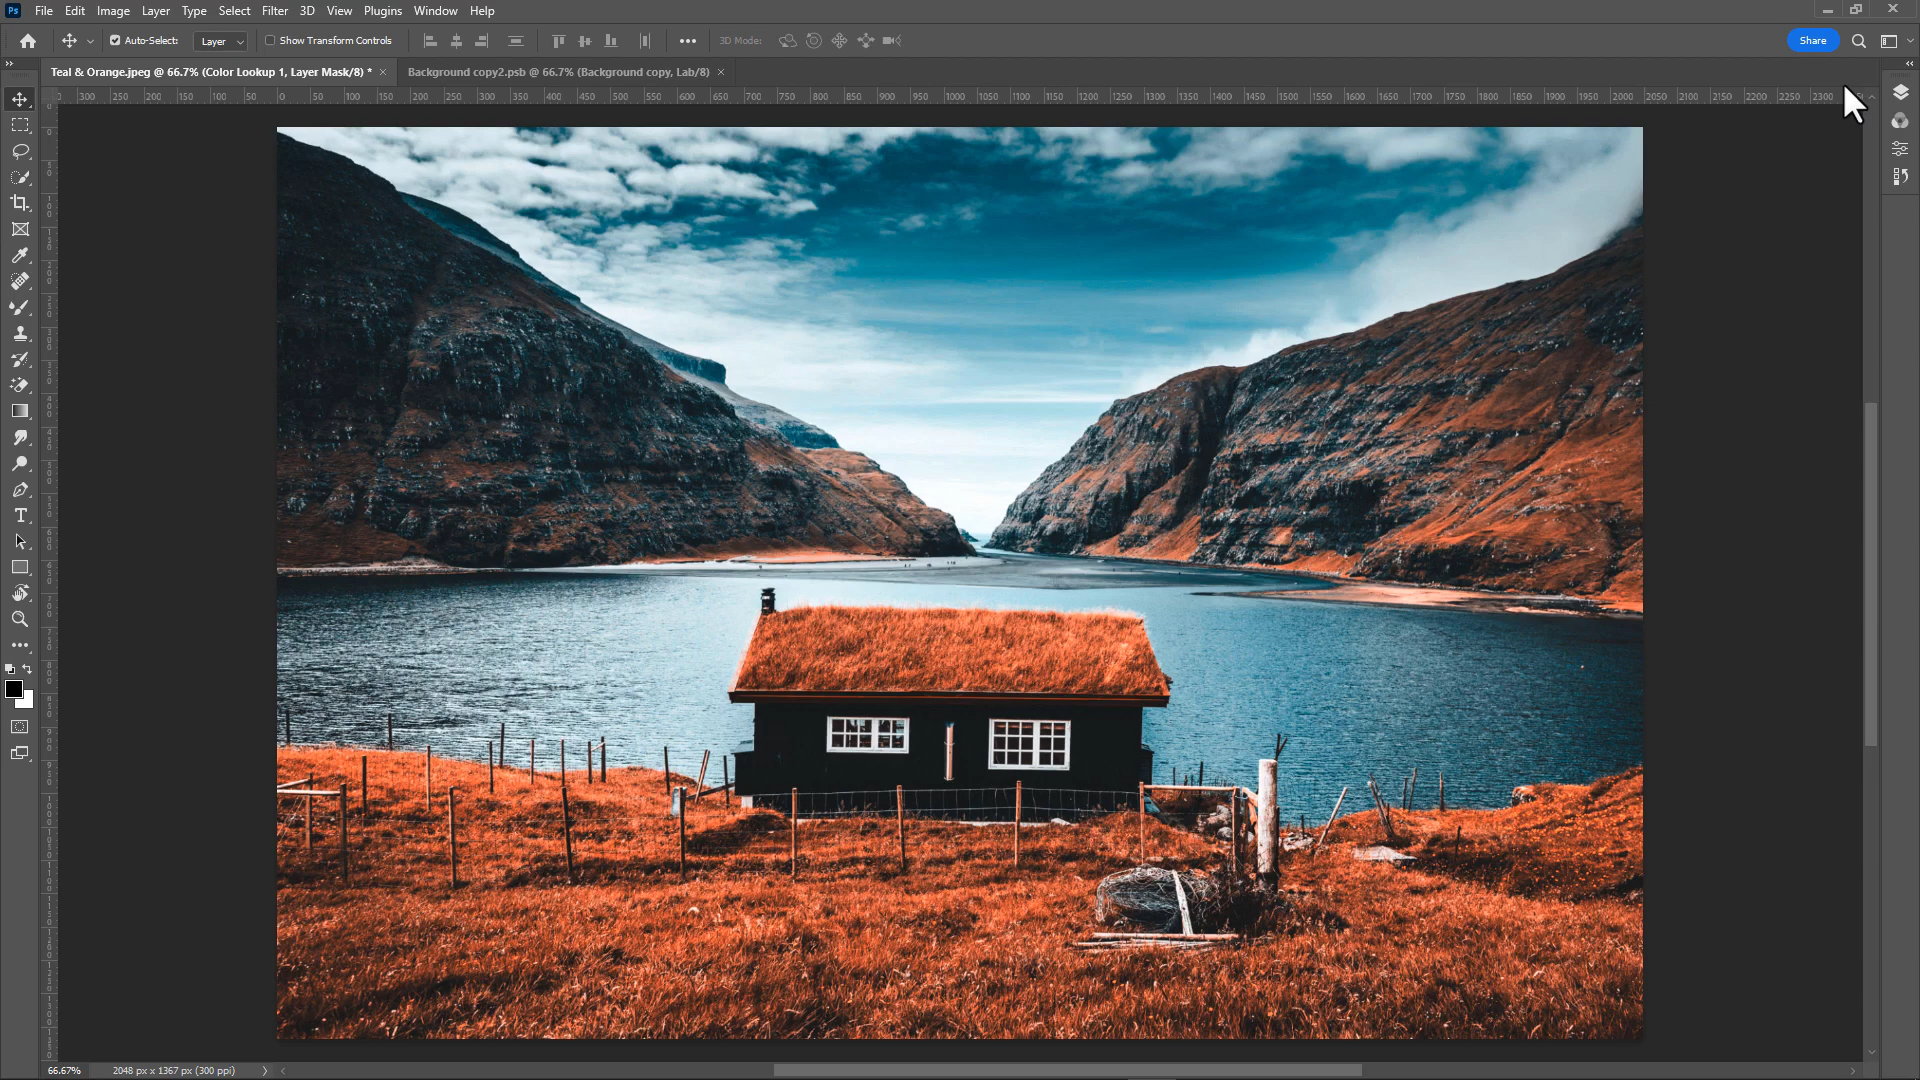 Ps File Edit Image Layer Type Select Filter 3D View Plugins Window Help
Auto-Select: Layer Show Transform Controls 3D Mode: Share
Teal & Orange.jpeg @ 66.7% (Color Lookup 1, Layer Mask/8) * × Background copy2.psb @ 66.7% (Background copy, Lab/8) ×
300 250 200 150 100 50 0 50 100 150 200 250 300 350 400 450 500 550 600 650 700 750 800 850 900 950 1000 1050 1100 1150 1200 1250 1300 1350 1400 1450 1500 1550 1600 1650 1700 1750 1800 1850 1900 1950 2000 2050 2100 2150 2200 2250 2300
66.67% 2048 px x 1367 px (300 ppi)